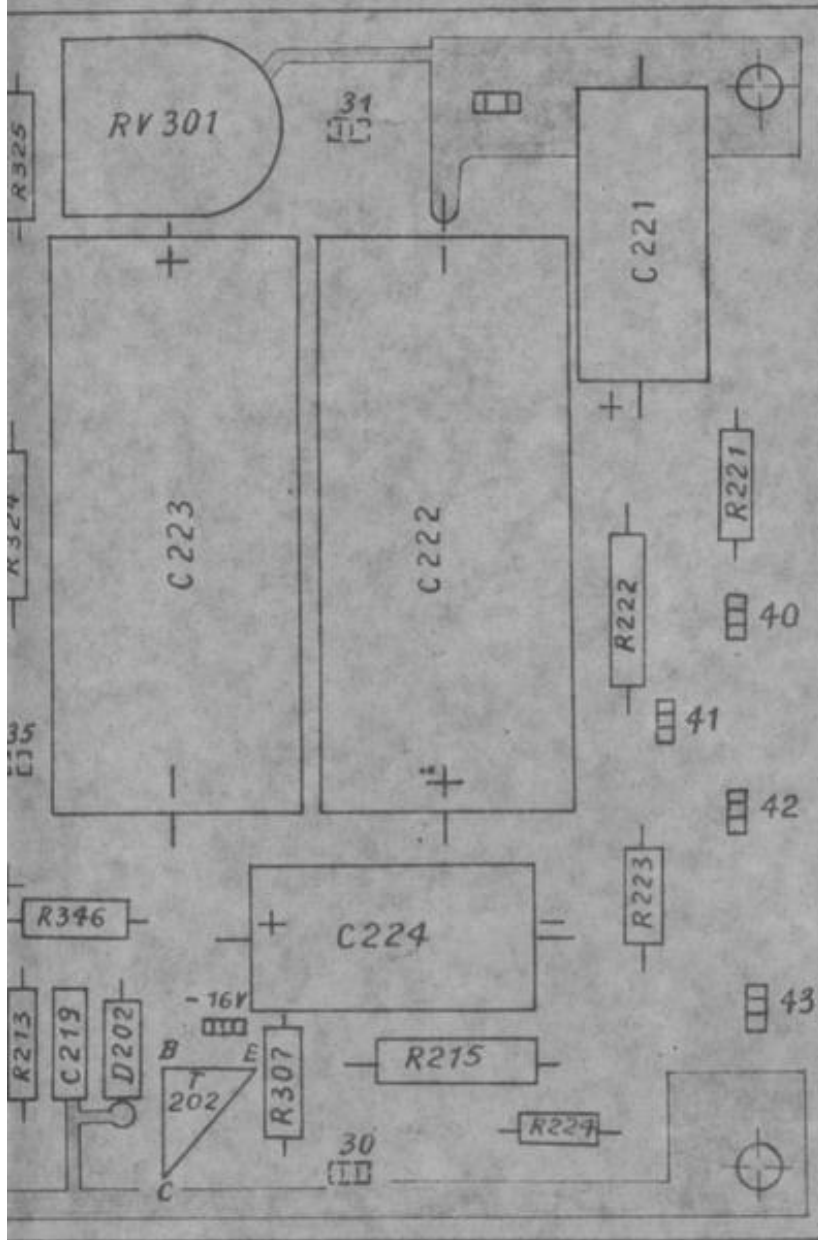 RV301
31
R325
C221
+
+
-
R324
C223
C222
R221
R222
40
35
41
-
+
42
R346
+
C224
-
R223
R213
C219
D202
- 16V
R307
R215
43
B
E
T
202
C
30
R224